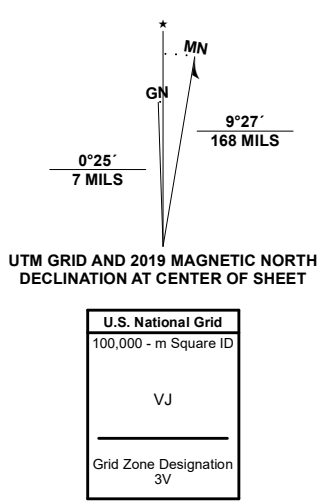 ★
MN
GN
9°27´
168 MILS
0°25´
7 MILS
UTM GRID AND 2019 MAGNETIC NORTH
DECLINATION AT CENTER OF SHEET
U.S. National Grid
100,000 - m Square ID
VJ
Grid Zone Designation
3V